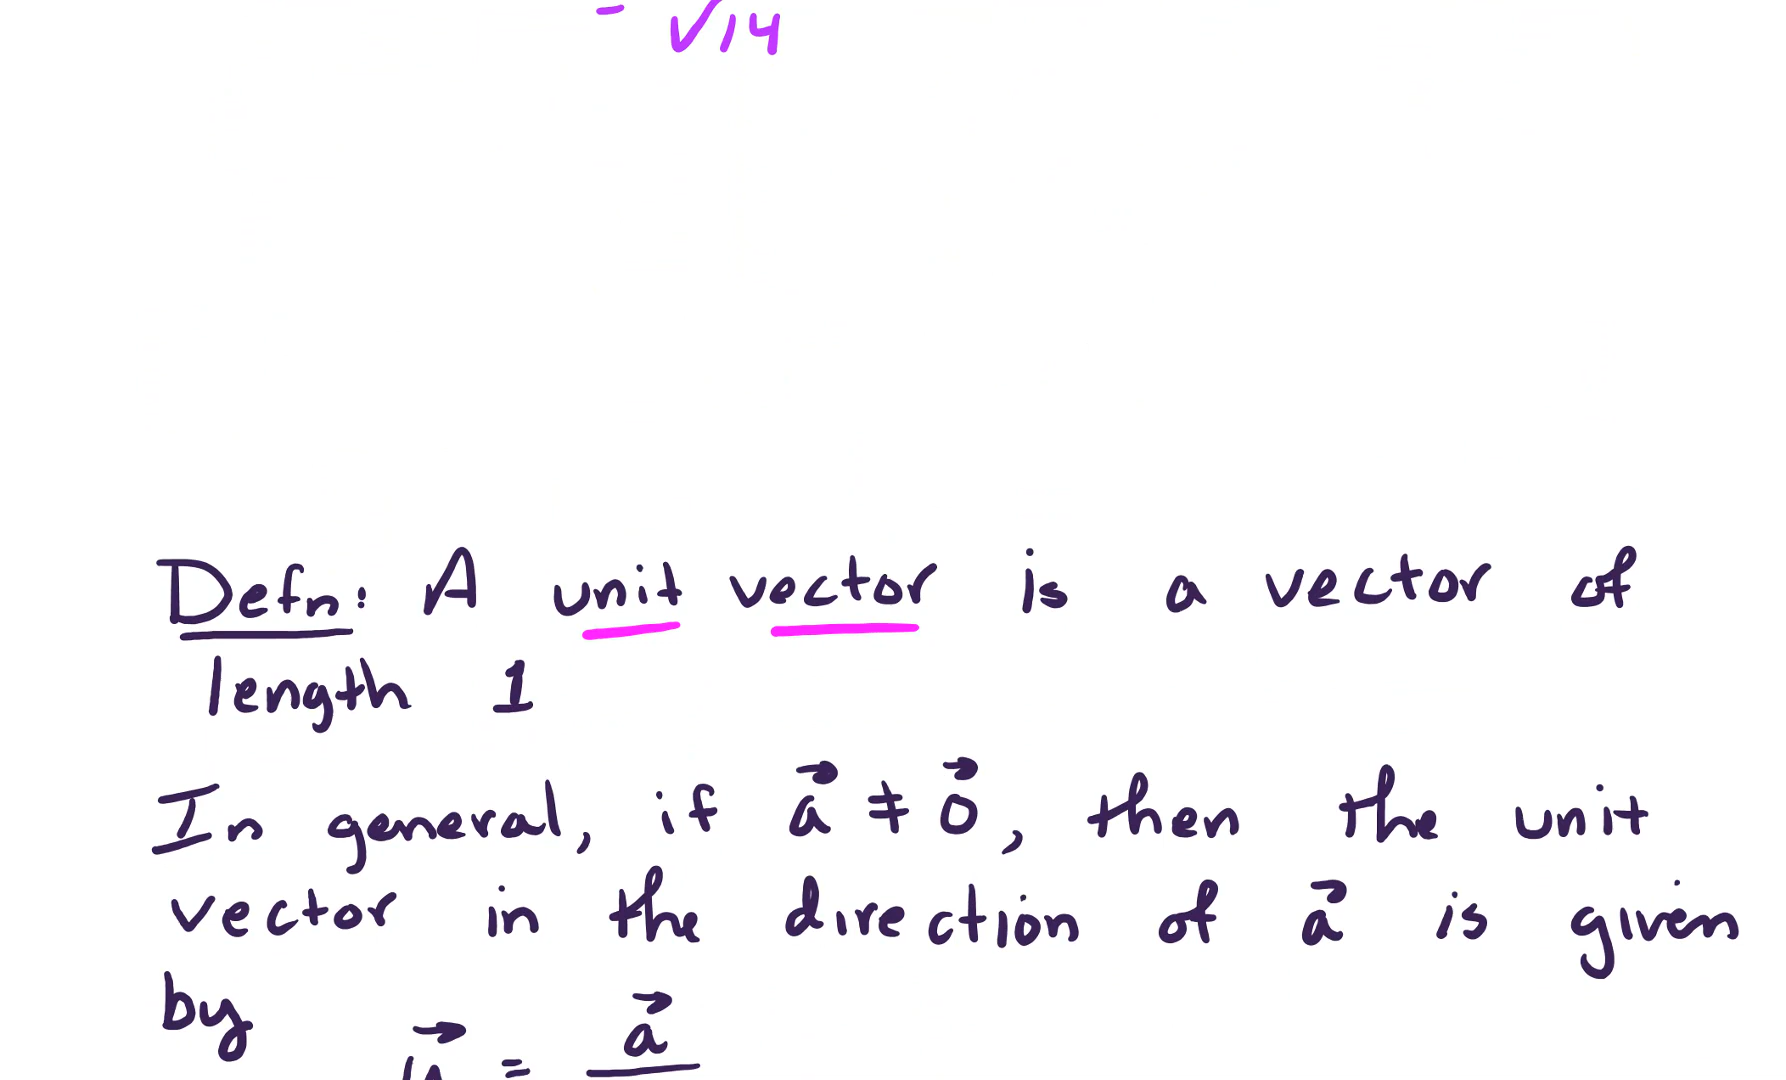 = √14
Defn: A unit vector is a vector of
length 1
In general, if a⃗ ≠ 0⃗, then the unit
vector in the direction of a⃗ is given
by u⃗ = a⃗